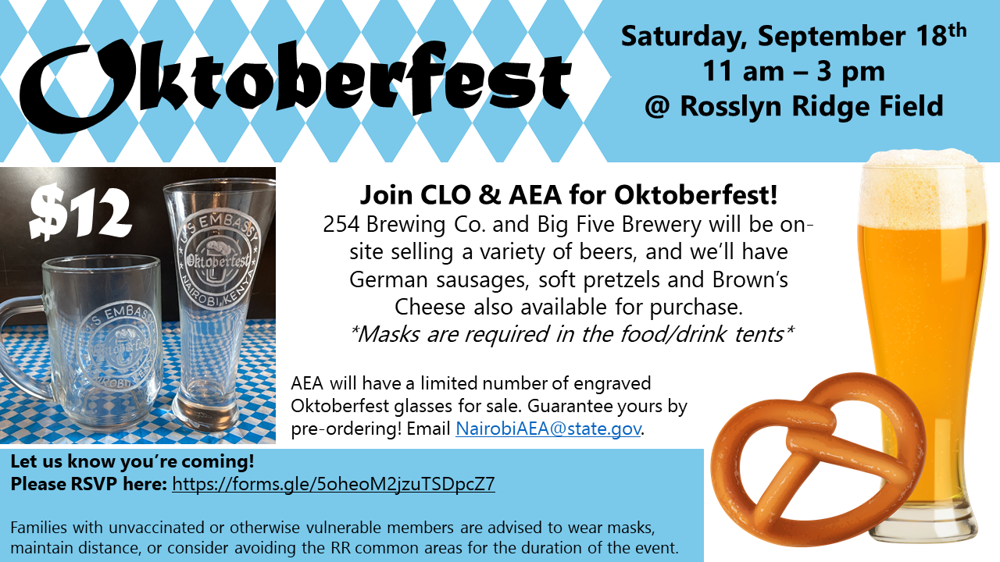 Oktoberfest
Saturday, September 18th
11 am – 3 pm
@ Rosslyn Ridge Field
$12
U.S EMBASSY
Oktoberfest
NAIROBI, KENYA
U.S EMBASSY
Oktoberfest
NAIROBI, KENYA
Join CLO & AEA for Oktoberfest!
254 Brewing Co. and Big Five Brewery will be on-
site selling a variety of beers, and we’ll have
German sausages, soft pretzels and Brown’s
Cheese also available for purchase.
*Masks are required in the food/drink tents*
AEA will have a limited number of engraved
Oktoberfest glasses for sale. Guarantee yours by
pre-ordering! Email NairobiAEA@state.gov.
Let us know you’re coming!
Please RSVP here: https://forms.gle/5oheoM2jzuTSDpcZ7
Families with unvaccinated or otherwise vulnerable members are advised to wear masks,
maintain distance, or consider avoiding the RR common areas for the duration of the event.